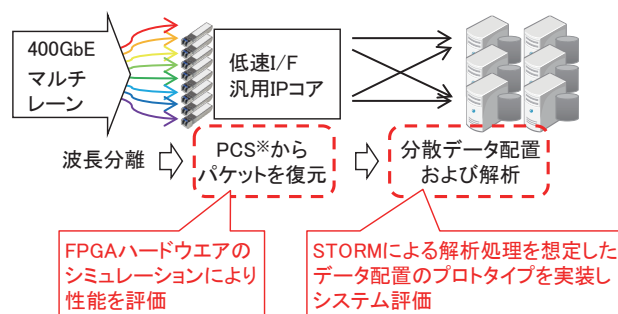 400GbE
マルチ
レーン
低速I/F
汎用IPコア
波長分離
PCS※から
パケットを復元
分散データ配置
および解析
FPGAハードウエアの
シミュレーションにより
性能を評価
STORMによる解析処理を想定した
データ配置のプロトタイプを実装し
システム評価